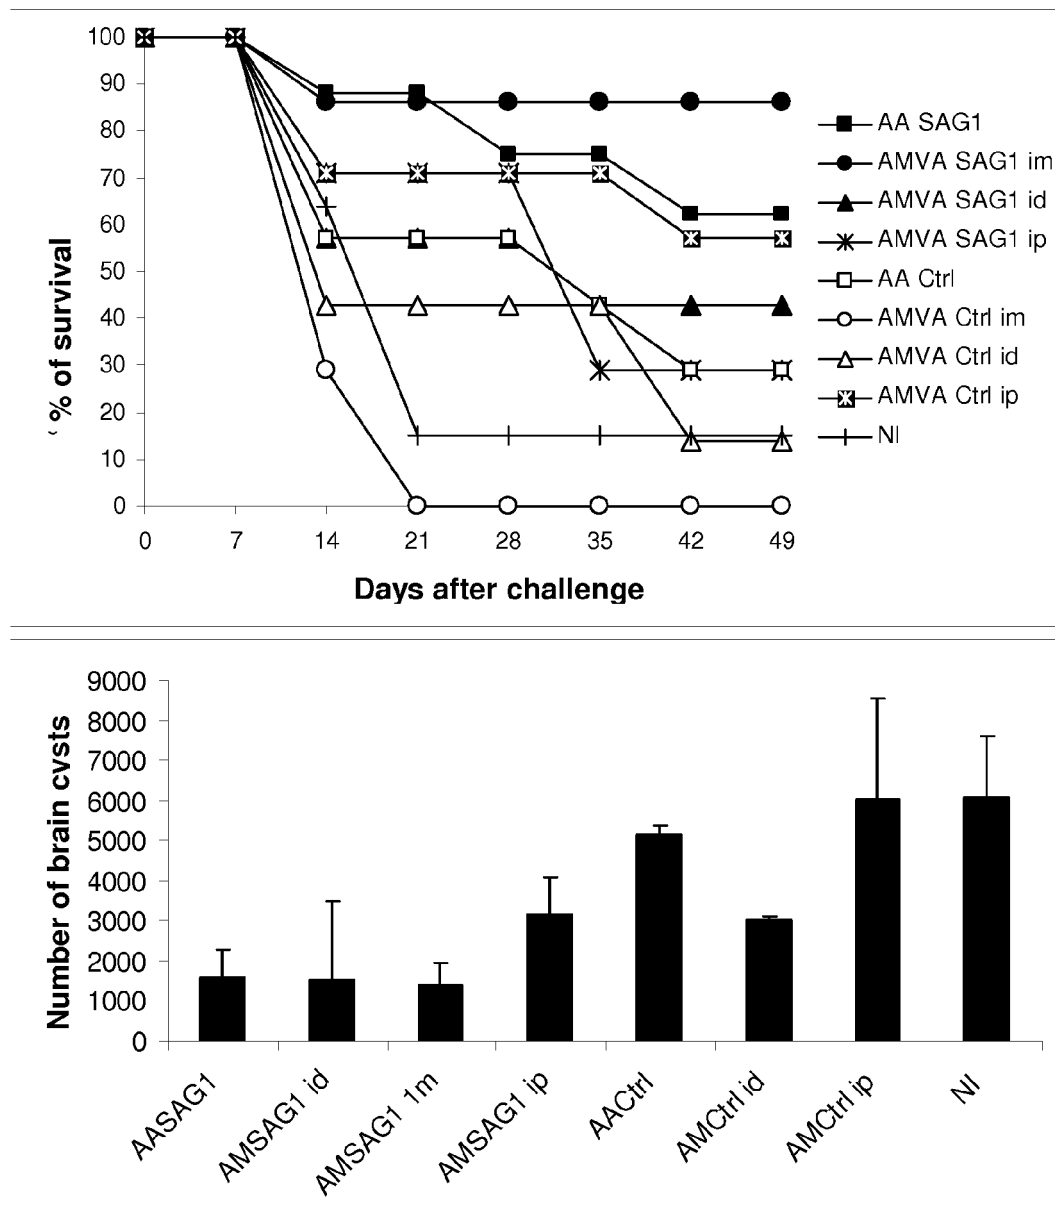 100
90
80
70
60
50
40
30
20
10
0
% of survival
0 7 14 21 28 35 42 49
Days after challenge
AA SAG1
AMVA SAG1 im
AMVA SAG1 id
AMVA SAG1 ip
AA Ctrl
AMVA Ctrl im
AMVA Ctrl id
AMVA Ctrl ip
NI
9000
8000
7000
6000
5000
4000
3000
2000
1000
0
Number of brain cysts
AASAG1
AMSAG1 id
AMSAG1 1m
AMSAG1 ip
AACtrl
AMCtrl id
AMCtrl ip
NI